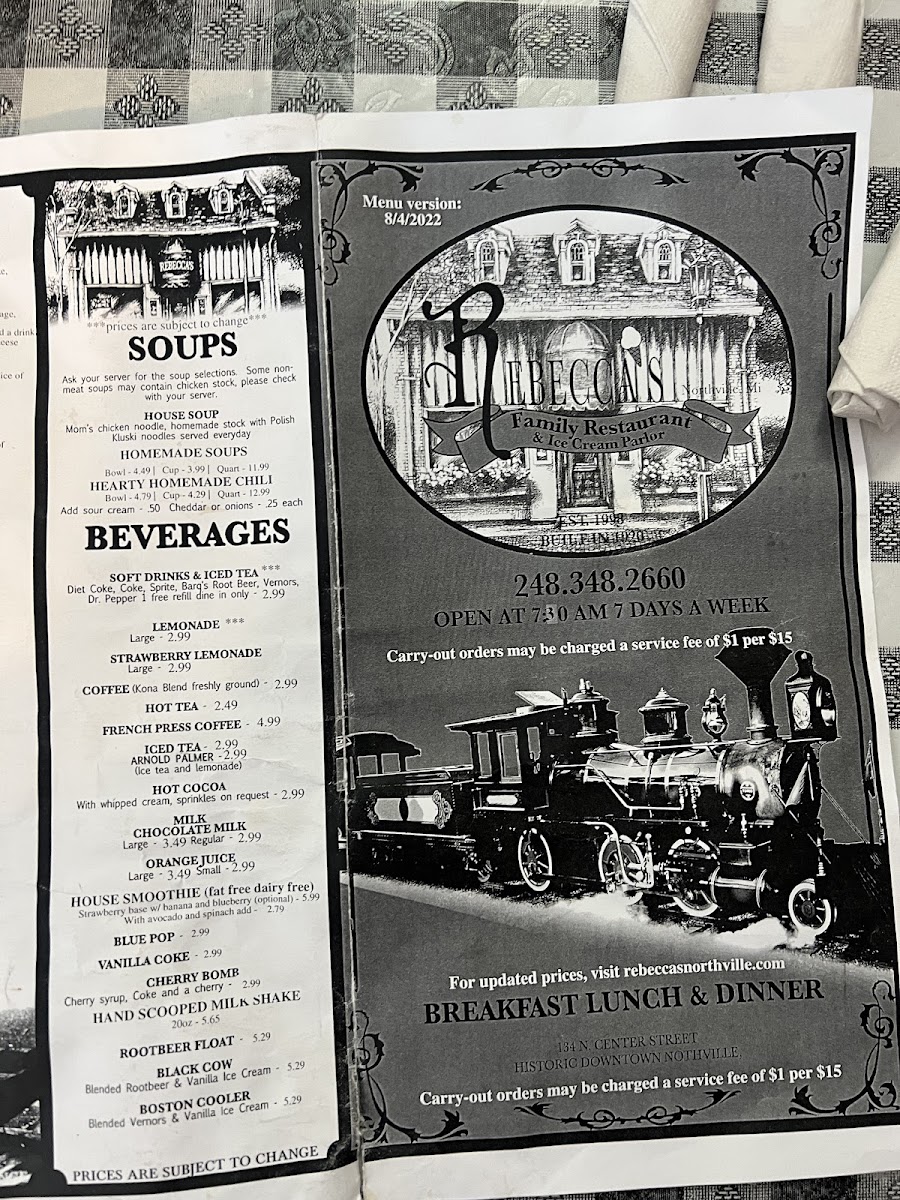 e,
age,
d a drink
eese
ice of
of
REBECCA'S
***prices are subject to change***
SOUPS
Ask your server for the soup selections. Some non-
meat soups may contain chicken stock, please check
with your server.
HOUSE SOUP
Mom's chicken noodle, homemade stock with Polish
Kluski noodles served everyday
HOMEMADE SOUPS
Bowl - 4.49 | Cup - 3.99 | Quart - 11.99
HEARTY HOMEMADE CHILI
Bowl - 4.79 | Cup - 4.29 | Quart - 12.99
Add sour cream - .50 Cheddar or onions - .25 each
BEVERAGES
SOFT DRINKS & ICED TEA ***
Diet Coke, Coke, Sprite, Barq's Root Beer, Vernors,
Dr. Pepper 1 free refill dine in only - 2.99
LEMONADE ***
Large - 2.99
STRAWBERRY LEMONADE
Large - 2.99
COFFEE (Kona Blend freshly ground) - 2.99
HOT TEA - 2.49
FRENCH PRESS COFFEE - 4.99
ICED TEA - 2.99
ARNOLD PALMER - 2.99
(Ice tea and lemonade)
HOT COCOA
With whipped cream, sprinkles on request - 2.99
MILK
CHOCOLATE MILK
Large - 3.49 Regular - 2.99
ORANGE JUICE
Large - 3.49 Small - 2.99
HOUSE SMOOTHIE (fat free dairy free)
Strawberry base w/ banana and blueberry (optional) - 5.99
With avocado and spinach add - 2.79
BLUE POP - 2.99
VANILLA COKE - 2.99
CHERRY BOMB
Cherry syrup, Coke and a cherry - 2.99
HAND SCOOPED MILK SHAKE
20oz - 5.65
ROOTBEER FLOAT - 5.29
BLACK COW
Blended Rootbeer & Vanilla Ice Cream - 5.29
BOSTON COOLER
Blended Vernors & Vanilla Ice Cream - 5.29
PRICES ARE SUBJECT TO CHANGE
Menu version:
8/4/2022
REBECCA'S
Northville, Mi
Family Restaurant
& Ice Cream Parlor
EST. 1998
BUILT IN 1920
248.348.2660
OPEN AT 7:30 AM 7 DAYS A WEEK
Carry-out orders may be charged a service fee of $1 per $15
For updated prices, visit rebeccasnorthville.com
BREAKFAST LUNCH & DINNER
134 N. CENTER STREET
HISTORIC DOWNTOWN NOTHVILLE,
Carry-out orders may be charged a service fee of $1 per $15